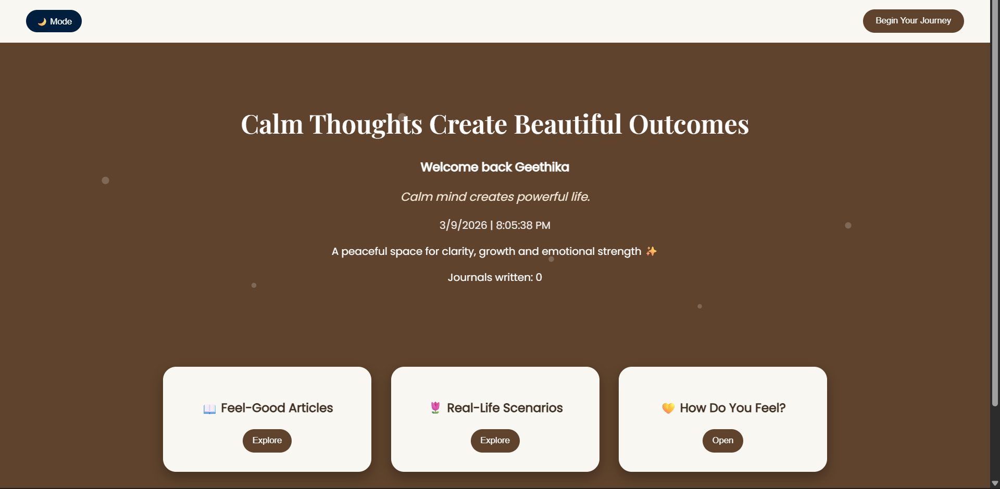 🌙 Mode
Begin Your Journey
Calm Thoughts Create Beautiful Outcomes
Welcome back Geethika
Calm mind creates powerful life.
3/9/2026 | 8:05:38 PM
A peaceful space for clarity, growth and emotional strength ✨
Journals written: 0
📖 Feel-Good Articles
Explore
🌷 Real-Life Scenarios
Explore
💛 How Do You Feel?
Open